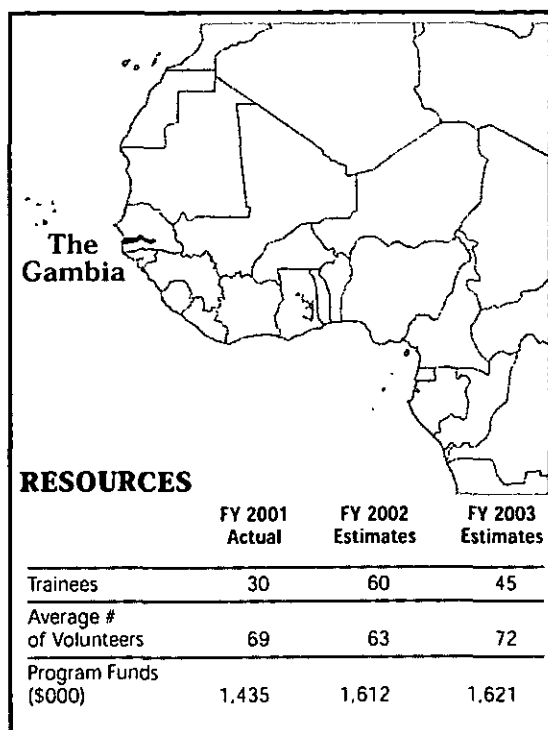 The
Gambia
RESOURCES
FY 2001 FY 2002 FY 2003
Actual Estimates Estimates
Trainees 30 60 45
Average #
of Volunteers 69 63 72
Program Funds
($000) 1,435 1,612 1,621